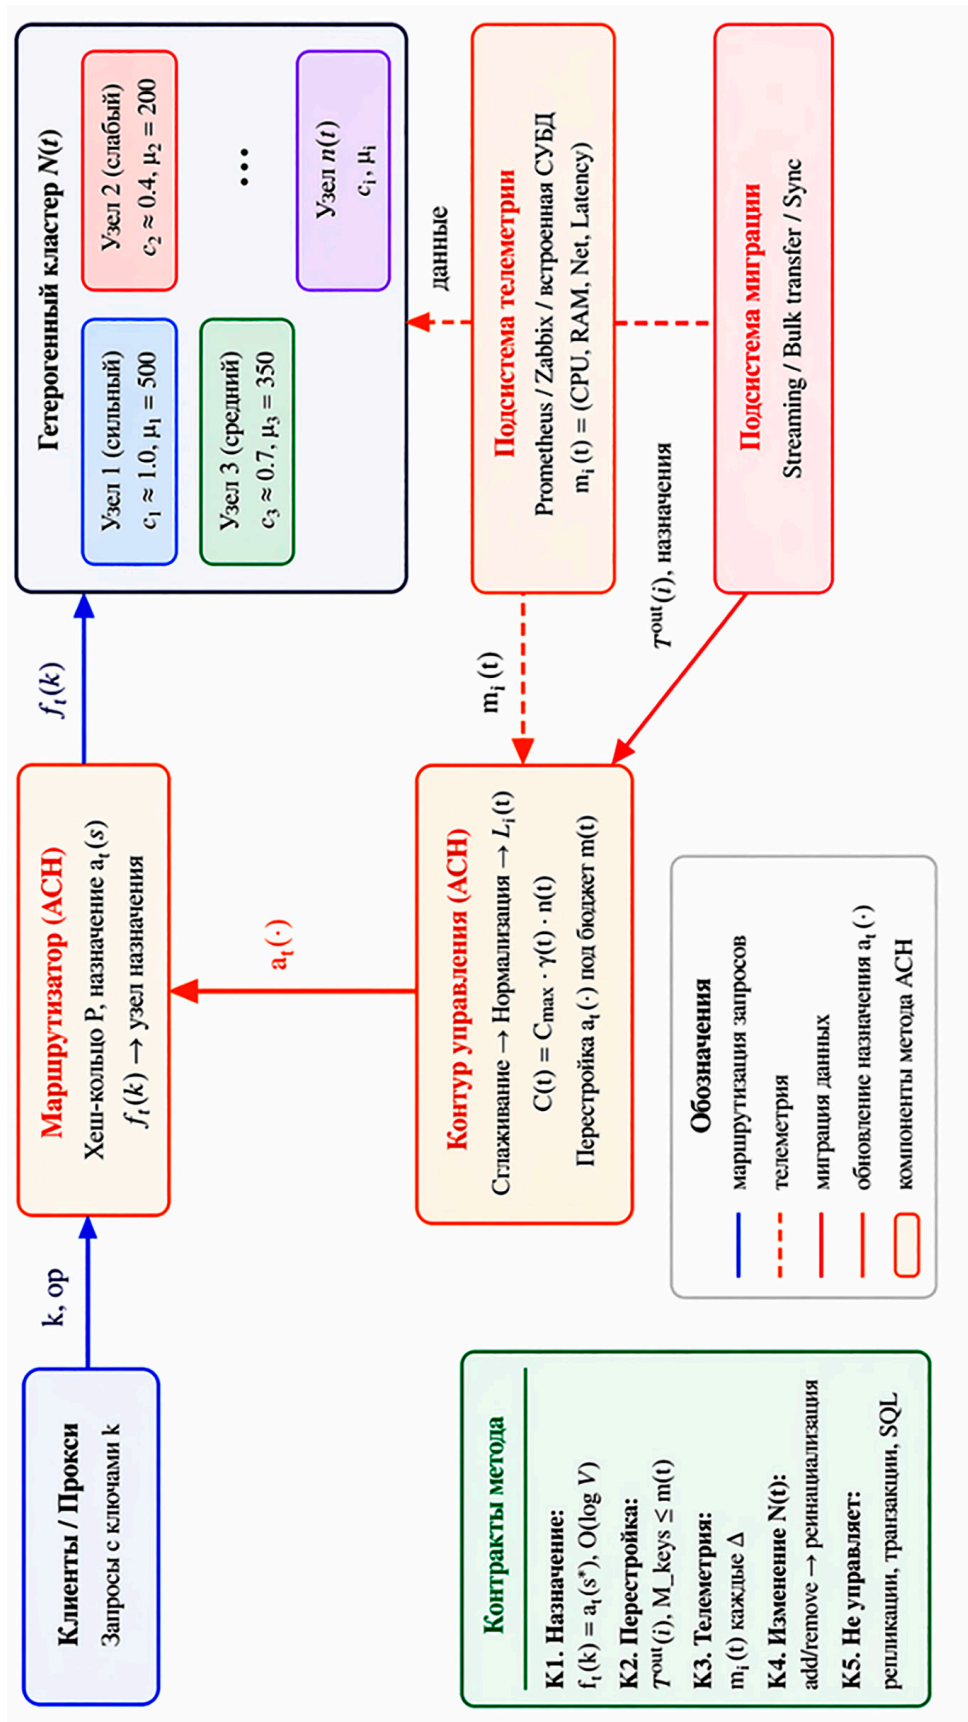 Клиенты / Прокси
Запросы с ключами k
k, op
Маршрутизатор (ACH)
Хеш-кольцо P, назначение aₜ(s)
fₜ(k) → узел назначения
fₜ(k)
Гетерогенный кластер N(t)
Узел 1 (сильный)
c₁ ≈ 1.0, μ₁ = 500
Узел 2 (слабый)
c₂ ≈ 0.4, μ₂ = 200
Узел 3 (средний)
c₃ ≈ 0.7, μ₃ = 350
...
Узел n(t)
cᵢ, μᵢ
aₜ(·)
данные
Контур управления (ACH)
Сглаживание → Нормализация → Lᵢ(t)
C(t) = Cmax · γ(t) · n(t)
Перестройка aₜ(·) под бюджет m(t)
mᵢ (t)
Подсистема телеметрии
Prometheus / Zabbix / встроенная СУБД
mᵢ (t) = (CPU, RAM, Net, Latency)
Tᵒᵘᵗ(i), назначения
Подсистема миграции
Streaming / Bulk transfer / Sync
Контракты метода
K1. Назначение:
fₜ(k) = aₜ(s*), O(log V)
K2. Перестройка:
Tᵒᵘᵗ(i), M_keys ≤ m(t)
K3. Телеметрия:
mᵢ (t) каждые Δ
K4. Изменение N(t):
add/remove → реинациализация
K5. Не управляет:
репликации, транзакции, SQL
Обозначения
маршрутизация запросов
телеметрия
миграция данных
обновление назначения aₜ (·)
компоненты метода ACH